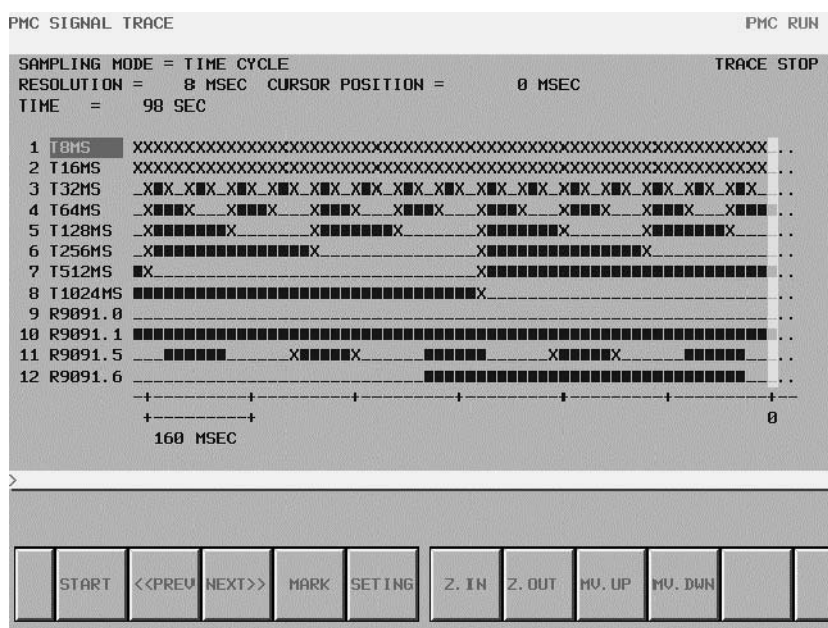 PMC SIGNAL TRACE PMC RUN
SAMPLING MODE = TIME CYCLE TRACE STOP
RESOLUTION = 8 MSEC CURSOR POSITION = 0 MSEC
TIME = 98 SEC
1 T8MS
2 T16MS
3 T32MS
4 T64MS
5 T128MS
6 T256MS
7 T512MS
8 T1024MS
9 R9091.0
10 R9091.1
11 R9091.5
12 R9091.6
0
160 MSEC
>
START <<PREV NEXT>> MARK SETING Z.IN Z.OUT MV.UP MV.DWN